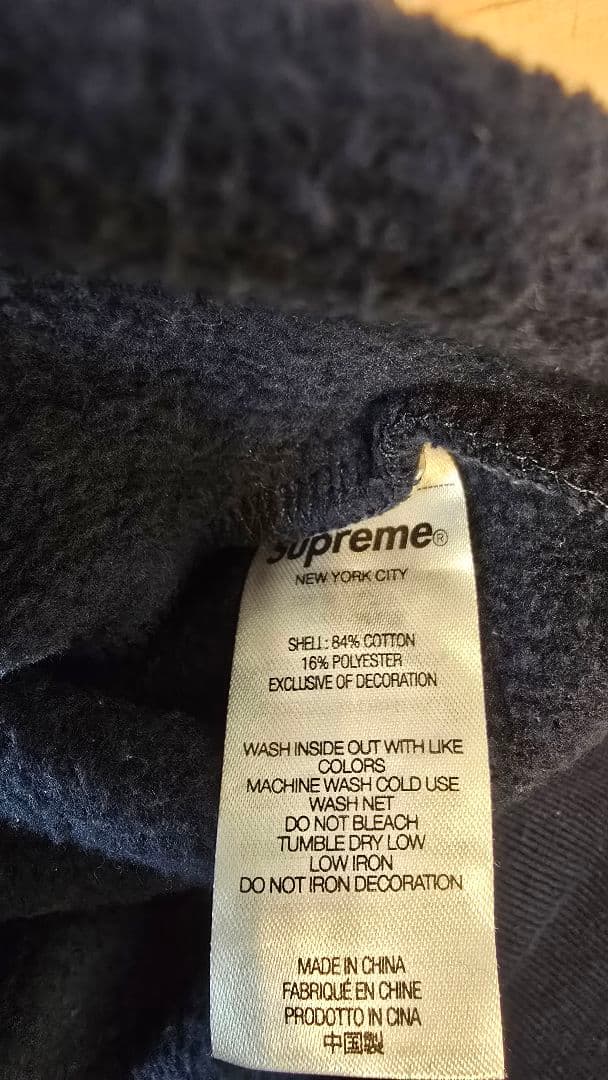 Supreme®
NEW YORK CITY
SHELL: 84% COTTON
16% POLYESTER
EXCLUSIVE OF DECORATION
WASH INSIDE OUT WITH LIKE
COLORS
MACHINE WASH COLD USE
WASH NET
DO NOT BLEACH
TUMBLE DRY LOW
LOW IRON
DO NOT IRON DECORATION
MADE IN CHINA
FABRIQUÉ EN CHINE
PRODOTTO IN CINA
中国製